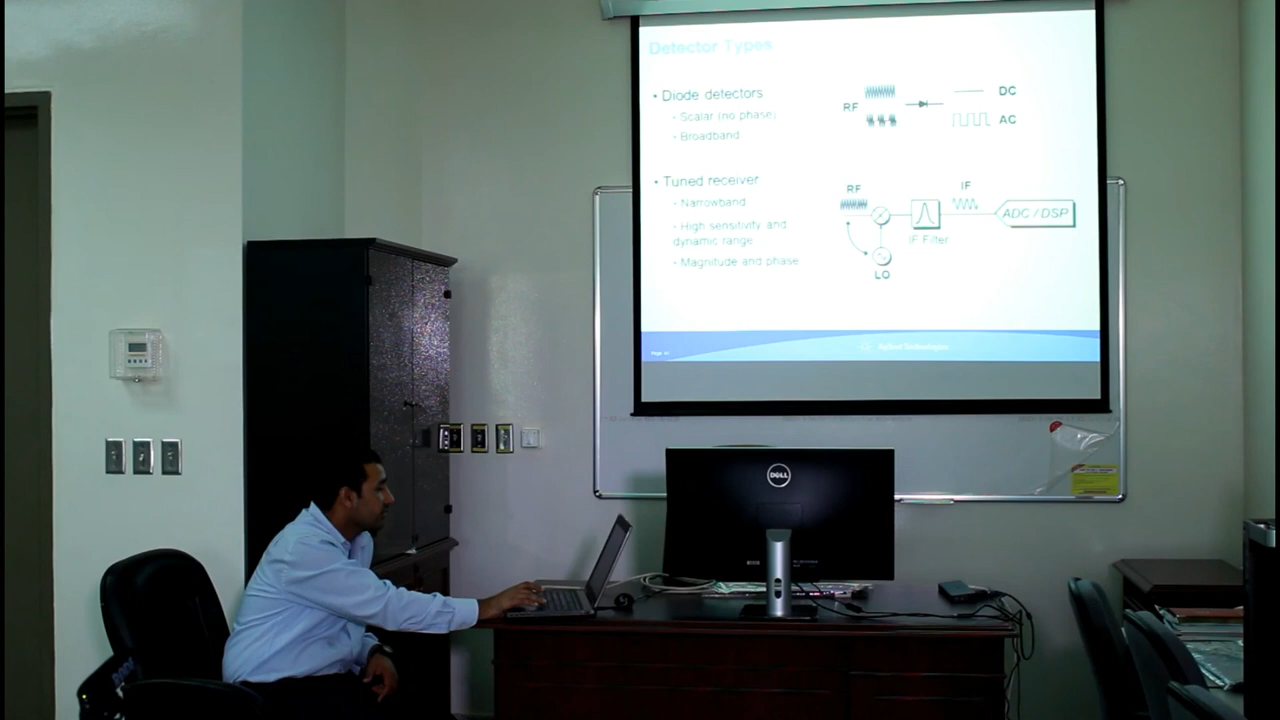 Detector Types
• Diode detectors
- Scalar (no phase)
- Broadband
RF
DC
AC
• Tuned receiver
- Narrowband
- High sensitivity and
dynamic range
- Magnitude and phase
RF
IF
ADC / DSP
IF Filter
LO
Agilent Technologies
DELL